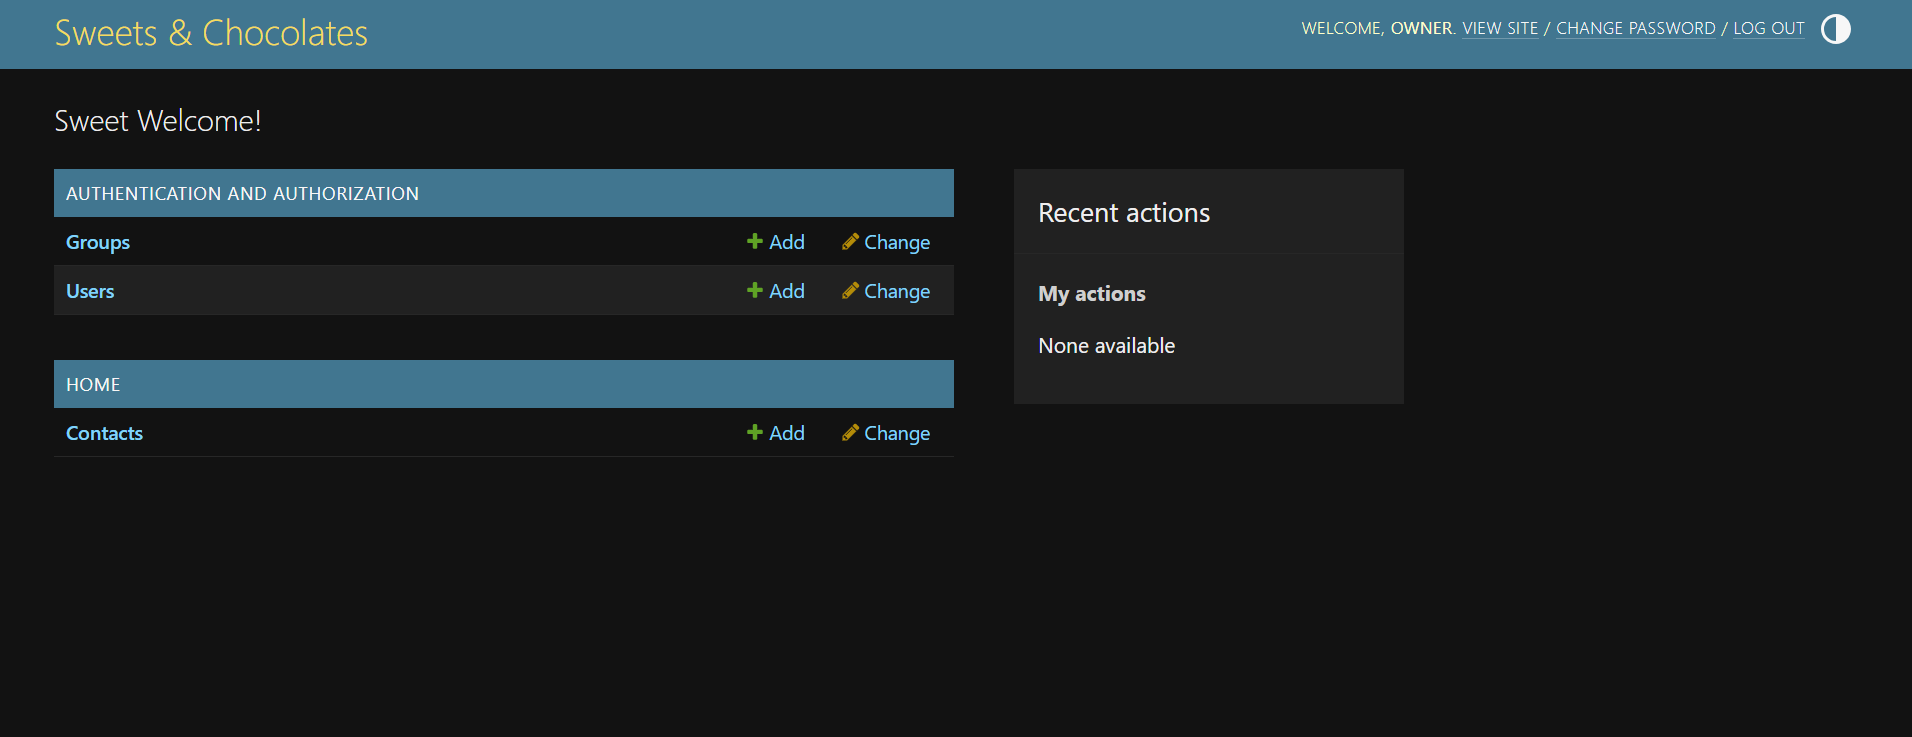 Sweets & Chocolates
WELCOME, OWNER. VIEW SITE / CHANGE PASSWORD / LOG OUT
Sweet Welcome!
AUTHENTICATION AND AUTHORIZATION
Groups Add Change
Users Add Change
HOME
Contacts Add Change
Recent actions
My actions
None available